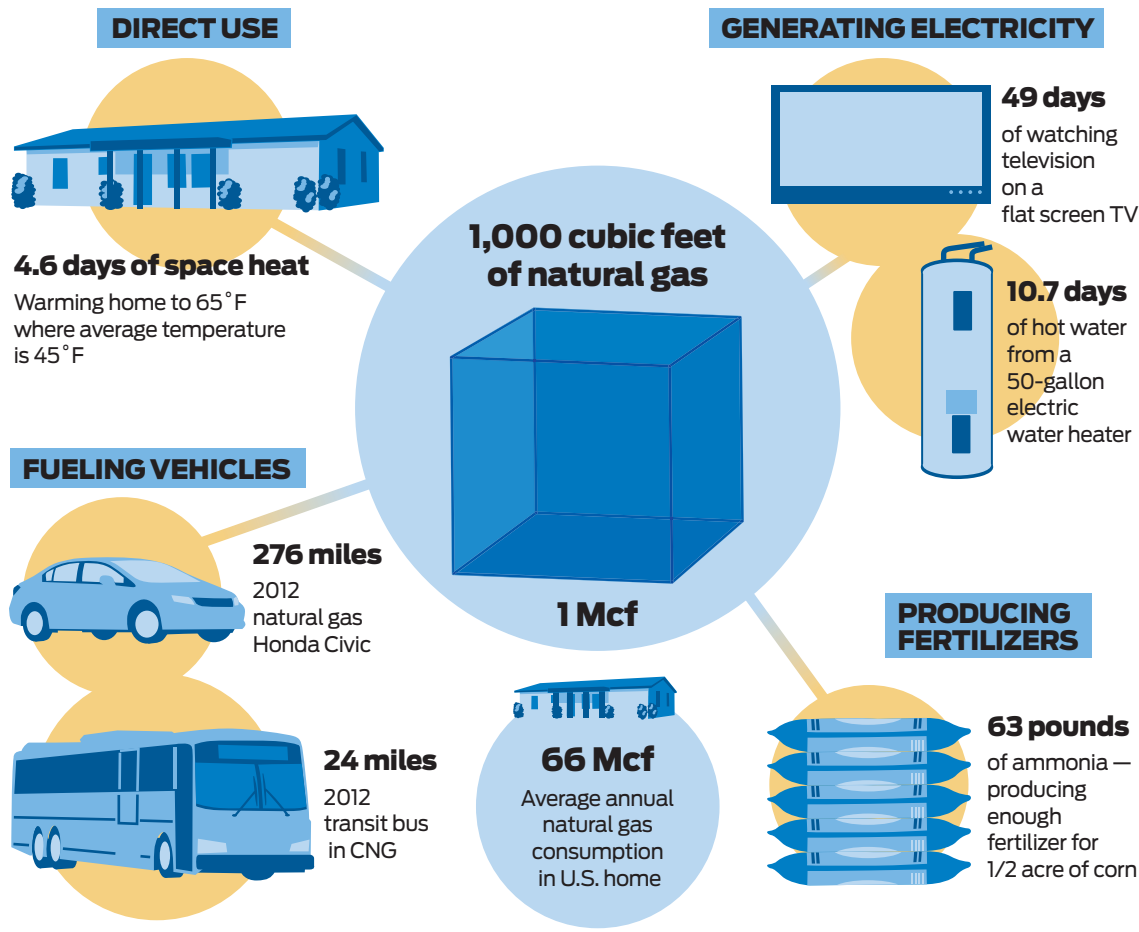 DIRECT USE
4.6 days of space heat
Warming home to 65˚F
where average temperature
is 45˚F
GENERATING ELECTRICITY
49 days
of watching
television
on a
flat screen TV
10.7 days
of hot water
from a
50-gallon
electric
water heater
1,000 cubic feet
of natural gas
1 Mcf
FUELING VEHICLES
276 miles
2012
natural gas
Honda Civic
24 miles
2012
transit bus
in CNG
66 Mcf
Average annual
natural gas
consumption
in U.S. home
PRODUCING
FERTILIZERS
63 pounds
of ammonia —
producing
enough
fertilizer for
1/2 acre of corn